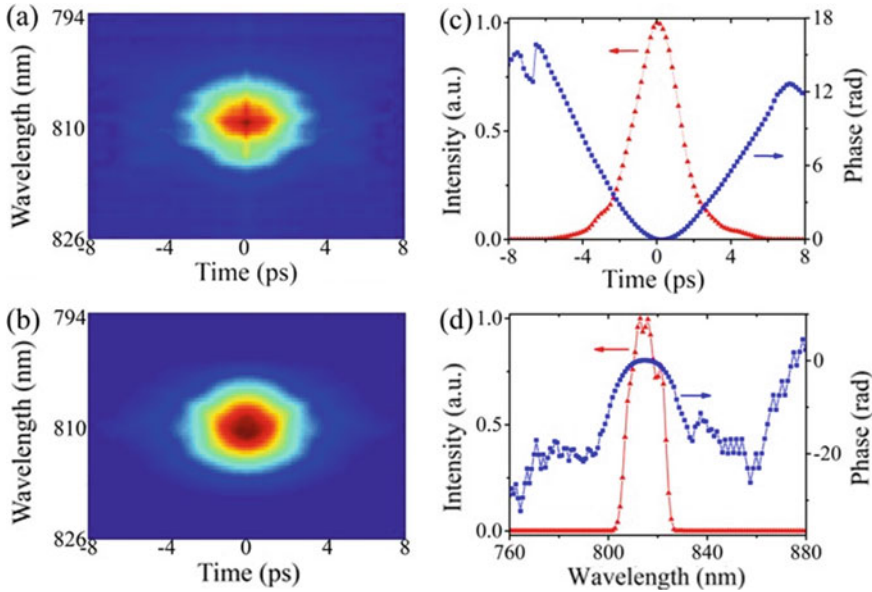 (a)
794
810
826
Wavelength (nm)
-8
-4
0
4
8
Time (ps)
(b)
794
810
826
Wavelength (nm)
-8
-4
0
4
8
Time (ps)
(c)
1.0
0.5
0.0
Intensity (a.u.)
18
12
6
0
Phase (rad)
-8
-4
0
4
8
Time (ps)
(d)
1.0
0.5
0.0
Intensity (a.u.)
0
-20
Phase (rad)
760
800
840
880
Wavelength (nm)